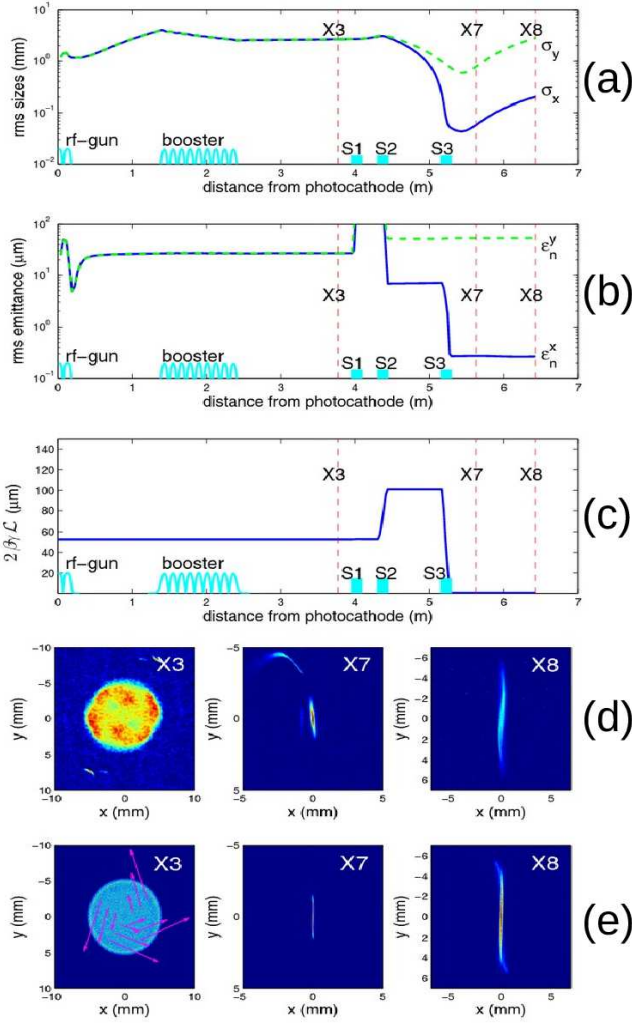 rms sizes (mm)
10¹
10⁰
10⁻¹
10⁻²
X3
X7
X8
σy
σx
rf−gun
booster
S1
S2
S3
0
1
2
3
4
5
6
7
distance from photocathode (m)
(a)
rms emittance (μm)
10²
10¹
10⁰
10⁻¹
εₙʸ
X3
X7
X8
εₙˣ
rf−gun
booster
S1
S2
S3
0
1
2
3
4
5
6
7
distance from photocathode (m)
(b)
2βγℒ (μm)
140
120
100
80
60
40
20
X3
X7
X8
rf−gun
booster
S1
S2
S3
0
1
2
3
4
5
6
7
distance from photocathode (m)
(c)
X3
y (mm)
−10
−5
0
5
10
−10
0
10
x (mm)
X7
y (mm)
−5
0
5
−5
0
5
x (mm)
X8
y (mm)
−6
−4
−2
0
2
4
6
−5
0
5
x (mm)
(d)
X3
y (mm)
−10
−5
0
5
10
−10
0
10
x (mm)
X7
y (mm)
−5
0
5
−5
0
5
x (mm)
X8
y (mm)
−6
−4
−2
0
2
4
6
−5
0
5
x (mm)
(e)